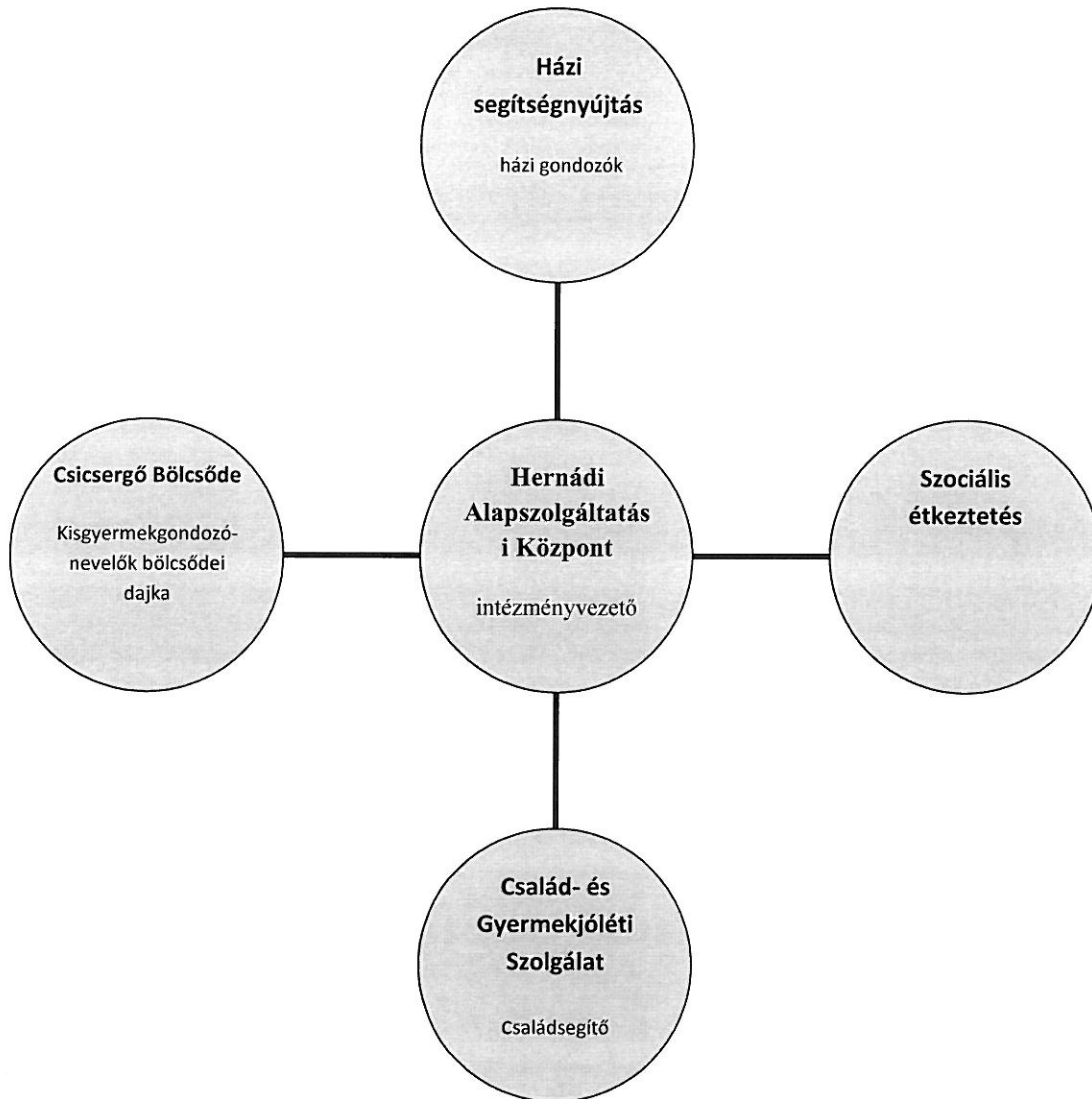 Házi
segítségnyújtás
házi gondozók
Csicsergő Bölcsőde
Kisgyermekgondozó-
nevelők bölcsődei
dajka
Hernádi
Alapszolgáltatás
i Központ
intézményvezető
Szociális
étkeztetés
Család- és
Gyermekjóléti
Szolgálat
Családsegítő